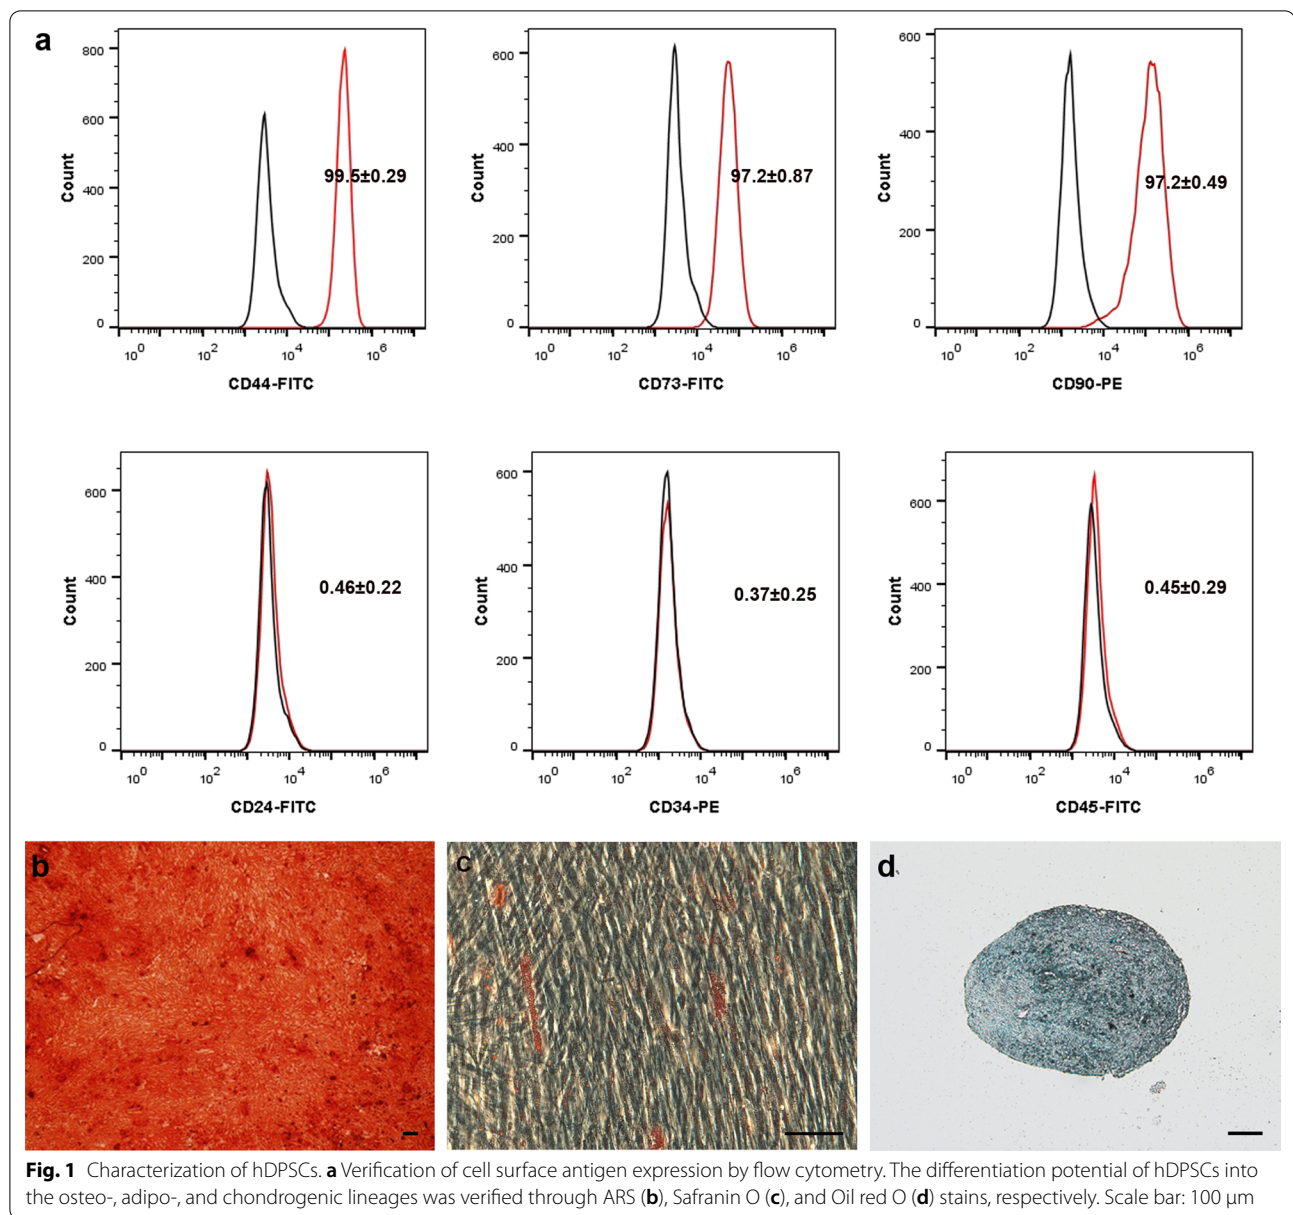 a
800
600
400
200
0
Count
99.5±0.29
10^0 10^2 10^4 10^6
CD44-FITC
600
400
200
0
Count
97.2±0.87
10^0 10^2 10^4 10^6
CD73-FITC
600
400
200
0
Count
97.2±0.49
10^0 10^2 10^4 10^6
CD90-PE
600
400
200
0
Count
0.46±0.22
10^0 10^2 10^4 10^6
CD24-FITC
600
400
200
0
Count
0.37±0.25
10^0 10^2 10^4 10^6
CD34-PE
600
400
200
0
Count
0.45±0.29
10^0 10^2 10^4 10^6
CD45-FITC
b
c
d
Fig. 1 Characterization of hDPSCs. a Verification of cell surface antigen expression by flow cytometry. The differentiation potential of hDPSCs into
the osteo-, adipo-, and chondrogenic lineages was verified through ARS (b), Safranin O (c), and Oil red O (d) stains, respectively. Scale bar: 100 µm